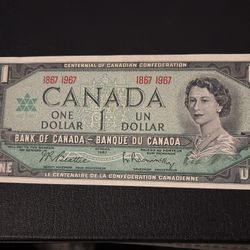 CENTENNIAL OF CANADIAN CONFEDERATION
1867 1967 1867 1967
CANADA
ONE DOLLAR 1 UN DOLLAR
BANK OF CANADA - BANQUE DU CANADA
LE CENTENAIRE DE LA CONFÉDÉRATION CANADIENNE